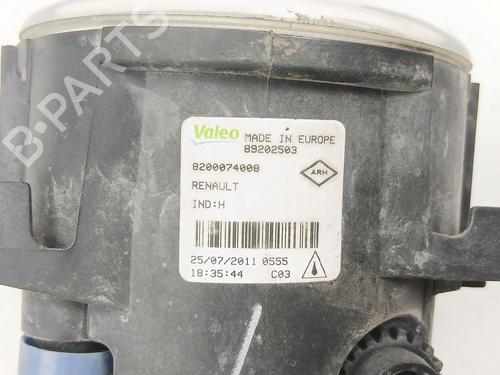 B-PARTS
Valeo MADE IN EUROPE
89202503
8200074008
RENAULT
ARH
IND:H
25/07/2011 0555
18:35:44 C03